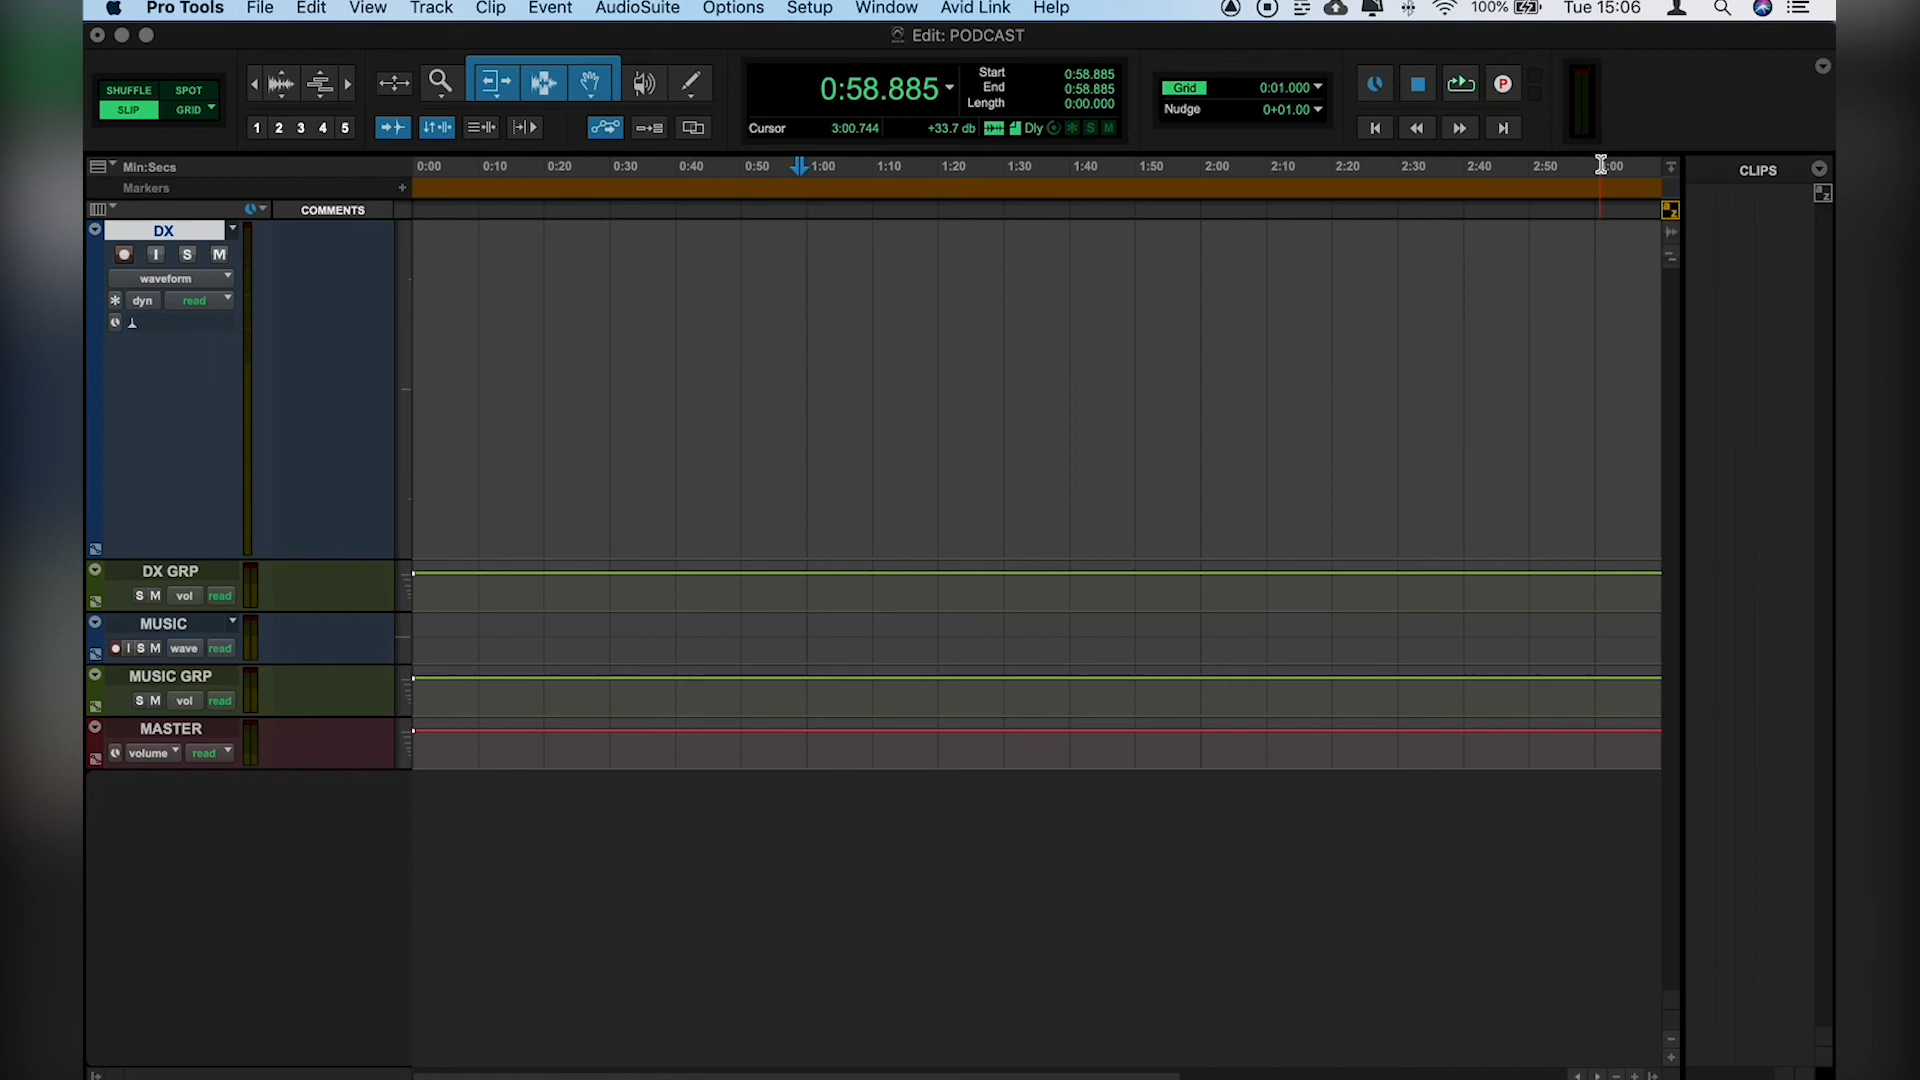 Pro Tools File Edit View Track Clip Event AudioSuite Options Setup Window Avid Link Help 100% Tue 15:06
Edit: PODCAST
SHUFFLE SPOT
SLIP GRID
1 2 3 4 5
0:58.885
Start 0:58.885
End 0:58.885
Length 0:00.000
Cursor 3:00.744 +33.7 db Dly S M
Grid 0:01.000
Nudge 0+01.00
P
Min:Secs 0:00 0:10 0:20 0:30 0:40 0:50 1:00 1:10 1:20 1:30 1:40 1:50 2:00 2:10 2:20 2:30 2:40 2:50
Markers +
COMMENTS
CLIPS
a z
a z
DX
I S M
waveform
dyn read
DX GRP
S M vol read
MUSIC
I S M wave read
MUSIC GRP
S M vol read
MASTER
volume read